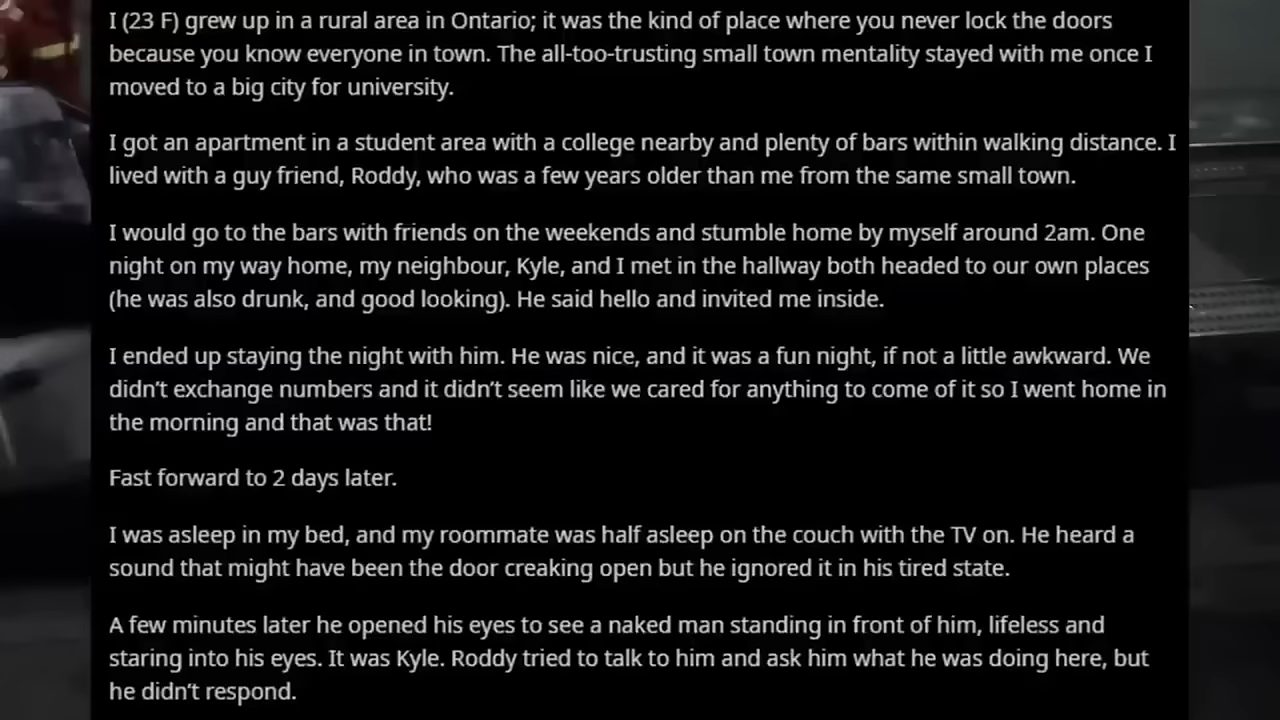 I (23 F) grew up in a rural area in Ontario; it was the kind of place where you never lock the doors
because you know everyone in town. The all-too-trusting small town mentality stayed with me once I
moved to a big city for university.
I got an apartment in a student area with a college nearby and plenty of bars within walking distance. I
lived with a guy friend, Roddy, who was a few years older than me from the same small town.
I would go to the bars with friends on the weekends and stumble home by myself around 2am. One
night on my way home, my neighbour, Kyle, and I met in the hallway both headed to our own places
(he was also drunk, and good looking). He said hello and invited me inside.
I ended up staying the night with him. He was nice, and it was a fun night, if not a little awkward. We
didn't exchange numbers and it didn't seem like we cared for anything to come of it so I went home in
the morning and that was that!
Fast forward to 2 days later.
I was asleep in my bed, and my roommate was half asleep on the couch with the TV on. He heard a
sound that might have been the door creaking open but he ignored it in his tired state.
A few minutes later he opened his eyes to see a naked man standing in front of him, lifeless and
staring into his eyes. It was Kyle. Roddy tried to talk to him and ask him what he was doing here, but
he didn't respond.